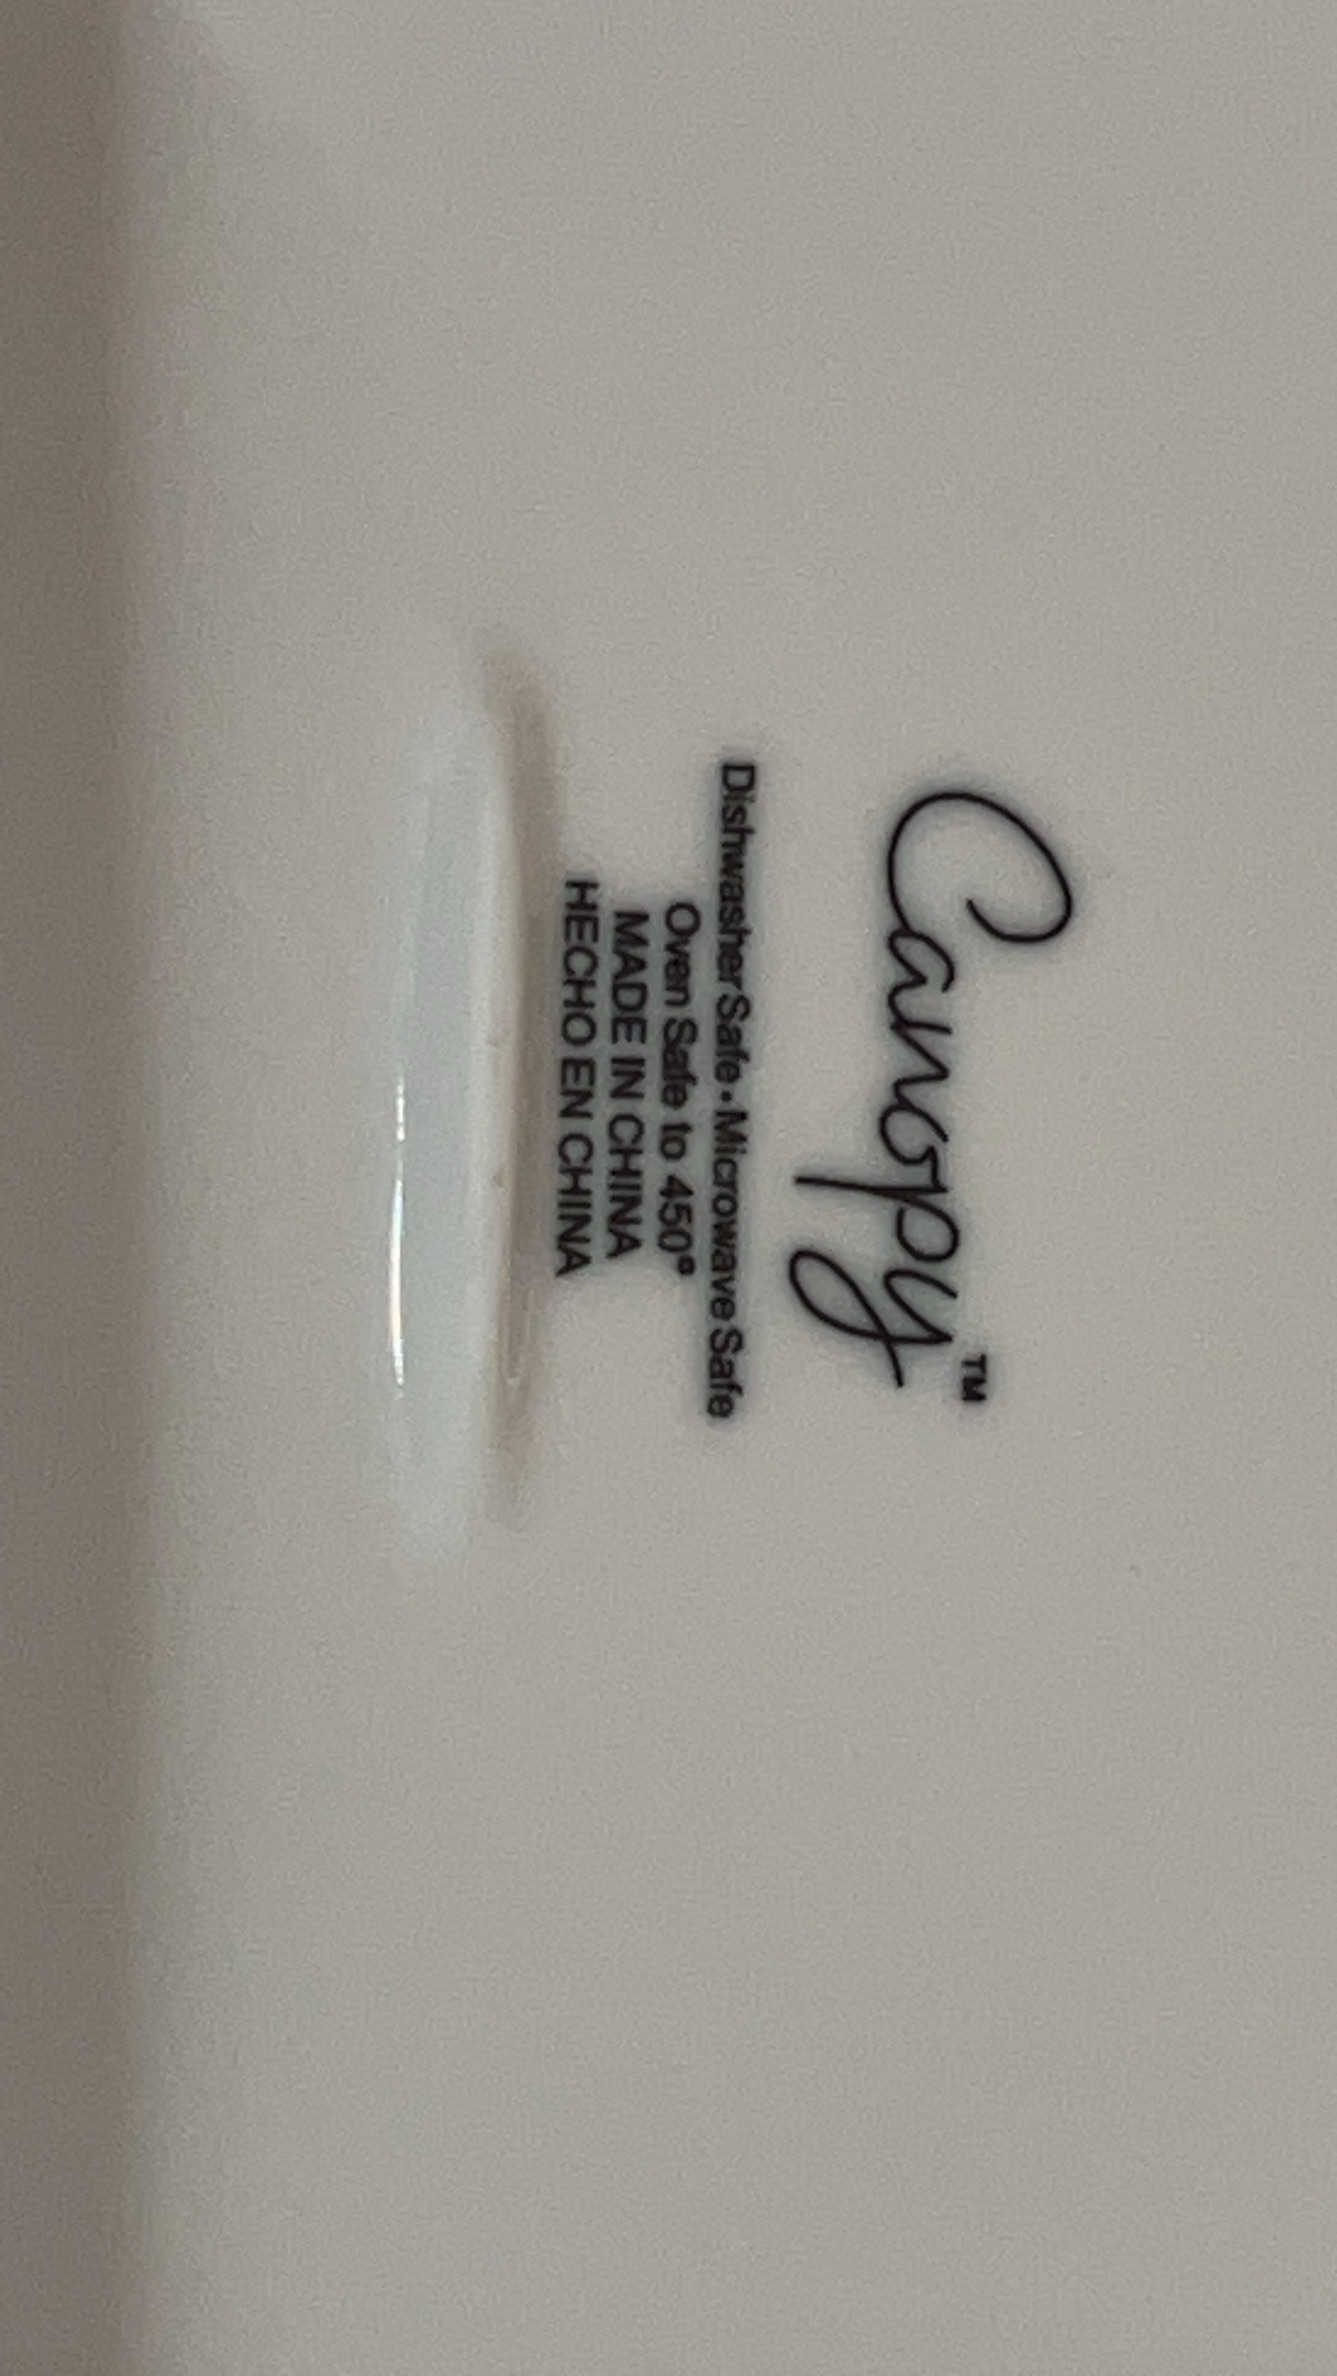 Canopy™
Dishwasher Safe • Microwave Safe
Oven Safe to 450°
MADE IN CHINA
HECHO EN CHINA